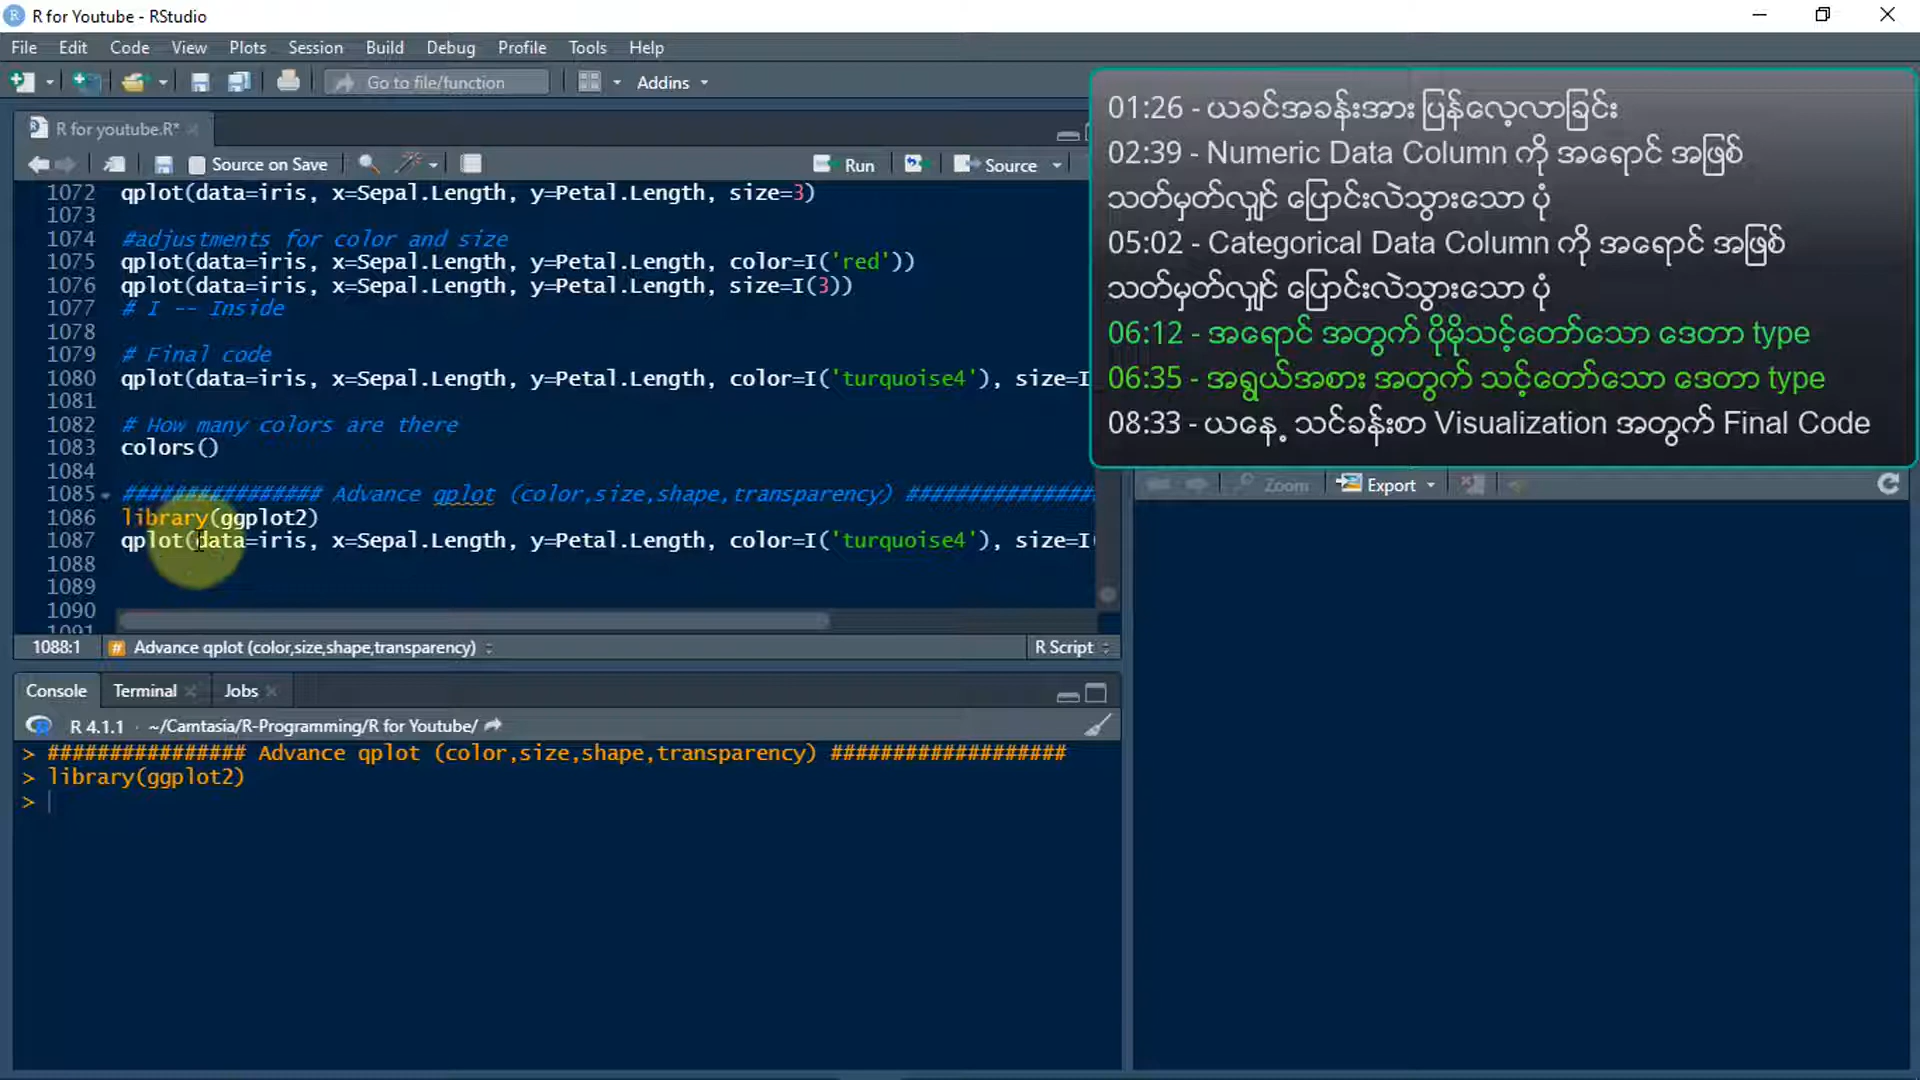 R for Youtube - RStudio
File Edit Code View Plots Session Build Debug Profile Tools Help
Go to file/function Addins
R for youtube.R*
Source on Save Run Source
1072 qplot(data=iris, x=Sepal.Length, y=Petal.Length, size=3)
1073
1074 #adjustments for color and size
1075 qplot(data=iris, x=Sepal.Length, y=Petal.Length, color=I('red'))
1076 qplot(data=iris, x=Sepal.Length, y=Petal.Length, size=I(3))
1077 # I -- Inside
1078
1079 # Final code
1080 qplot(data=iris, x=Sepal.Length, y=Petal.Length, color=I('turquoise4'), size=I
1081
1082 # How many colors are there
1083 colors()
1084
1085 ################ Advance qplot (color,size,shape,transparency) ###############
1086 library(ggplot2)
1087 qplot(data=iris, x=Sepal.Length, y=Petal.Length, color=I('turquoise4'), size=I(
1088
1089
1090
1091
1088:1 # Advance qplot (color,size,shape,transparency) R Script
Console Terminal Jobs
R 4.1.1 · ~/Camtasia/R-Programming/R for Youtube/
> ################ Advance qplot (color,size,shape,transparency) ###################
> library(ggplot2)
>
01:26 - ယခင်အခန်းအား ပြန်လေ့လာခြင်း
02:39 - Numeric Data Column ကို အရောင် အဖြစ်
သတ်မှတ်လျှင် ပြောင်းလဲသွားသော ပုံ
05:02 - Categorical Data Column ကို အရောင် အဖြစ်
သတ်မှတ်လျှင် ပြောင်းလဲသွားသော ပုံ
06:12 - အရောင် အတွက် ပိုမိုသင့်တော်သော ဒေတာ type
06:35 - အရွယ်အစား အတွက် သင့်တော်သော ဒေတာ type
08:33 - ယနေ့ သင်ခန်းစာ Visualization အတွက် Final Code
Zoom Export